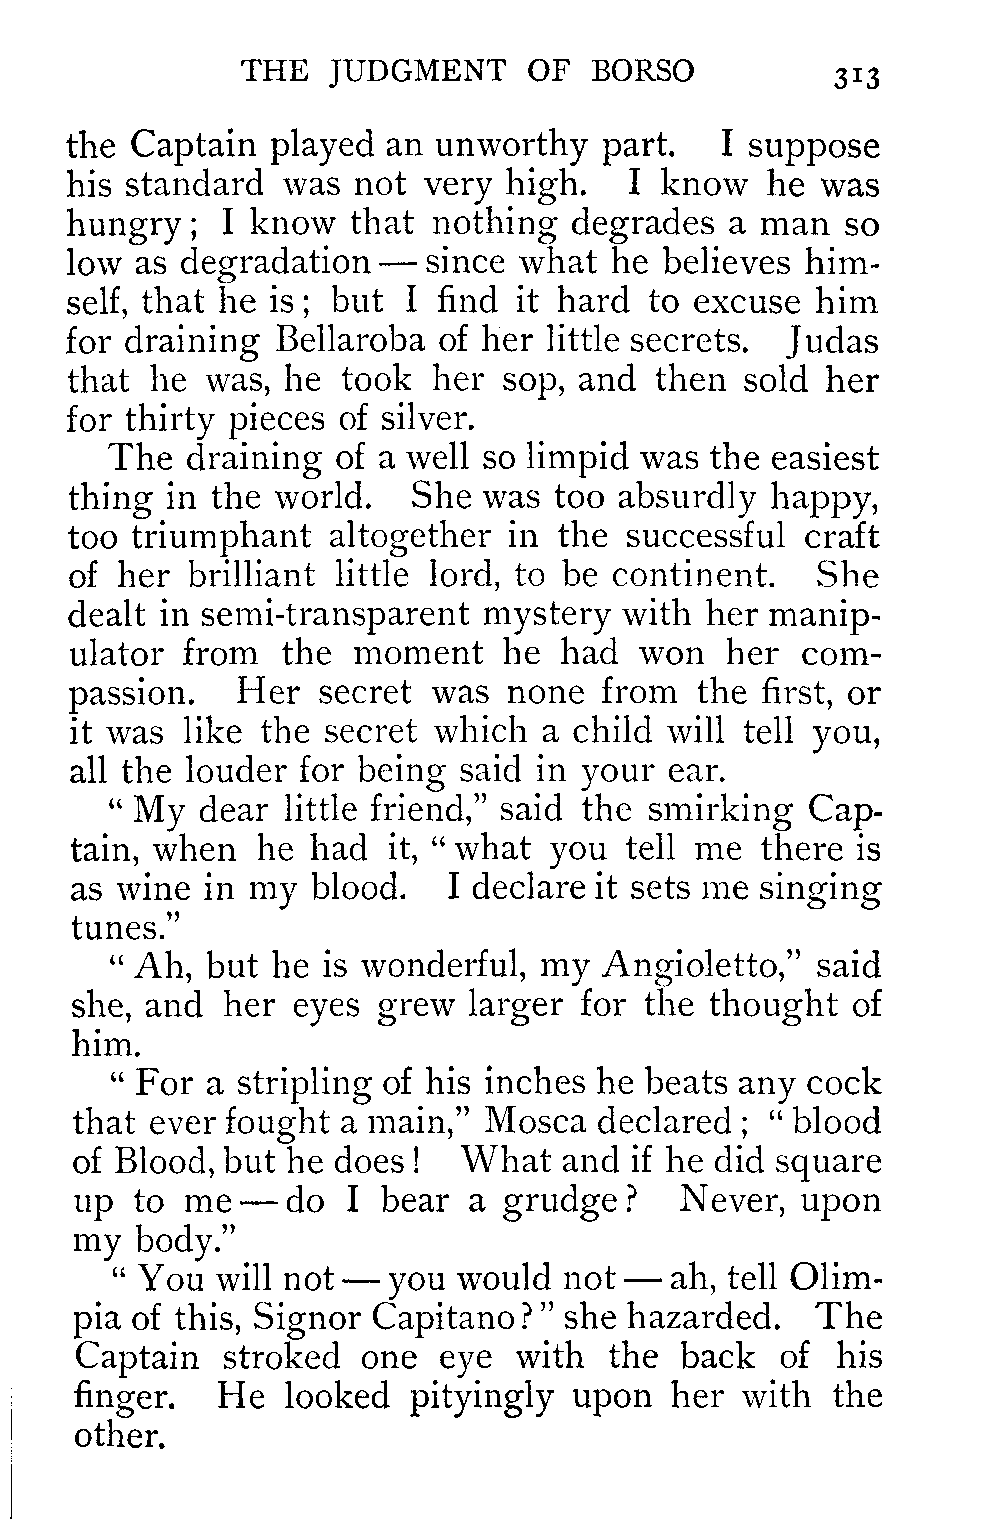 THE JUDGMENT OF BORSO 313
the Captain played an unworthy part. I suppose
his standard was not very high. I know he was
hungry; I know that nothing degrades a man so
low as degradation — since what he believes him-
self, that he is; but I find it hard to excuse him
for draining Bellaroba of her little secrets. Judas
that he was, he took her sop, and then sold her
for thirty pieces of silver.
The draining of a well so limpid was the easiest
thing in the world. She was too absurdly happy,
too triumphant altogether in the successful craft
of her brilliant little lord, to be continent. She
dealt in semi-transparent mystery with her manip-
ulator from the moment he had won her com-
passion. Her secret was none from the first, or
it was like the secret which a child will tell you,
all the louder for being said in your ear.
“ My dear little friend,” said the smirking Cap-
tain, when he had it, “ what you tell me there is
as wine in my blood. I declare it sets me singing
tunes.”
“ Ah, but he is wonderful, my Angioletto,” said
she, and her eyes grew larger for the thought of
him.
“ For a stripling of his inches he beats any cock
that ever fought a main,” Mosca declared; “ blood
of Blood, but he does! What and if he did square
up to me — do I bear a grudge? Never, upon
my body.”
“ You will not — you would not — ah, tell Olim-
pia of this, Signor Capitano?” she hazarded. The
Captain stroked one eye with the back of his
finger. He looked pityingly upon her with the
other.